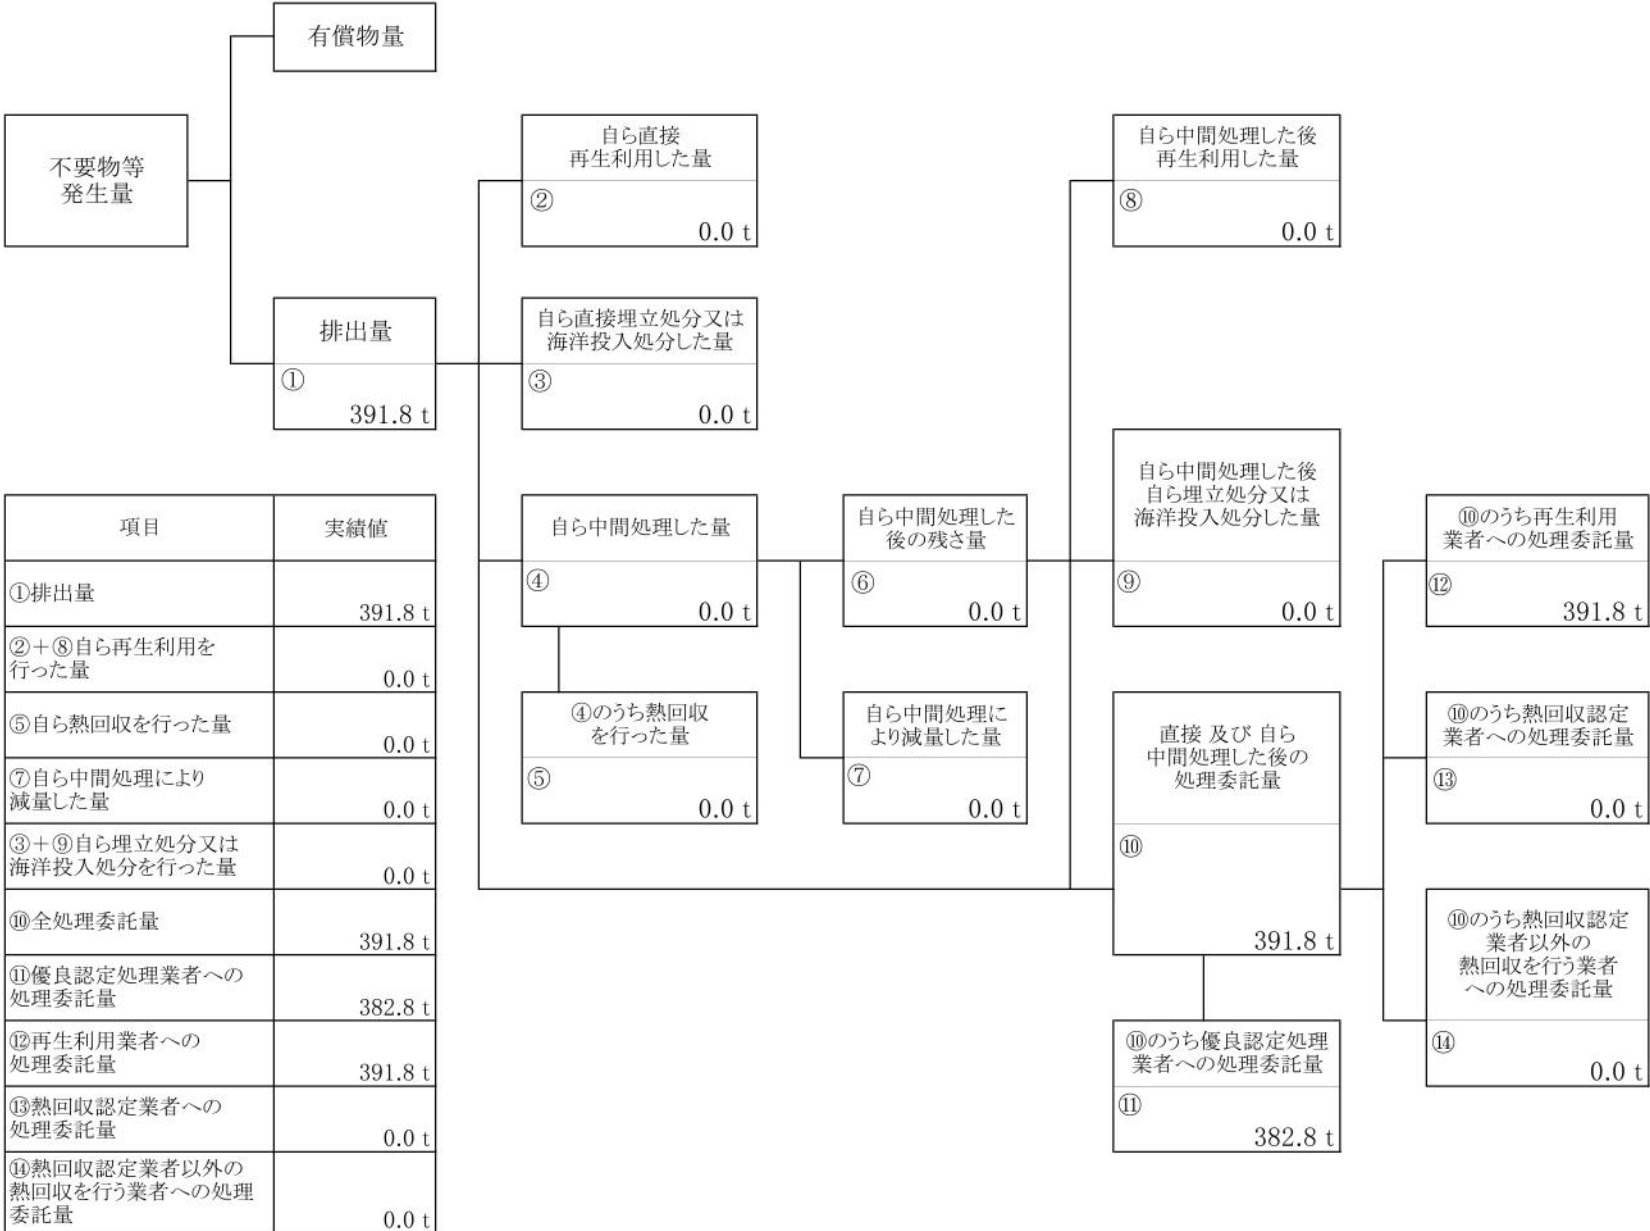 有償物量
不要物等
発生量
自ら直接
再生利用した量
②
0.0 t
自ら中間処理した後
再生利用した量
⑧
0.0 t
排出量
①
391.8 t
自ら直接埋立処分又は
海洋投入処分した量
③
0.0 t
自ら中間処理した量
④
0.0 t
自ら中間処理した
後の残さ量
⑥
0.0 t
自ら中間処理した後
自ら埋立処分又は
海洋投入処分した量
⑨
0.0 t
⑩のうち再生利用
業者への処理委託量
⑫
391.8 t
④のうち熱回収
を行った量
⑤
0.0 t
自ら中間処理に
より減量した量
⑦
0.0 t
直接 及び 自ら
中間処理した後の
処理委託量
⑩
391.8 t
⑩のうち熱回収認定
業者への処理委託量
⑬
0.0 t
⑩のうち熱回収認定
業者以外の
熱回収を行う業者
への処理委託量
⑭
0.0 t
⑩のうち優良認定処理
業者への処理委託量
⑪
382.8 t
項目
実績値
①排出量
391.8 t
②＋⑧自ら再生利用を
行った量
0.0 t
⑤自ら熱回収を行った量
0.0 t
⑦自ら中間処理により
減量した量
0.0 t
③＋⑨自ら埋立処分又は
海洋投入処分を行った量
0.0 t
⑩全処理委託量
391.8 t
⑪優良認定処理業者への
処理委託量
382.8 t
⑫再生利用業者への
処理委託量
391.8 t
⑬熱回収認定業者への
処理委託量
0.0 t
⑭熱回収認定業者以外の
熱回収を行う業者への処理
委託量
0.0 t